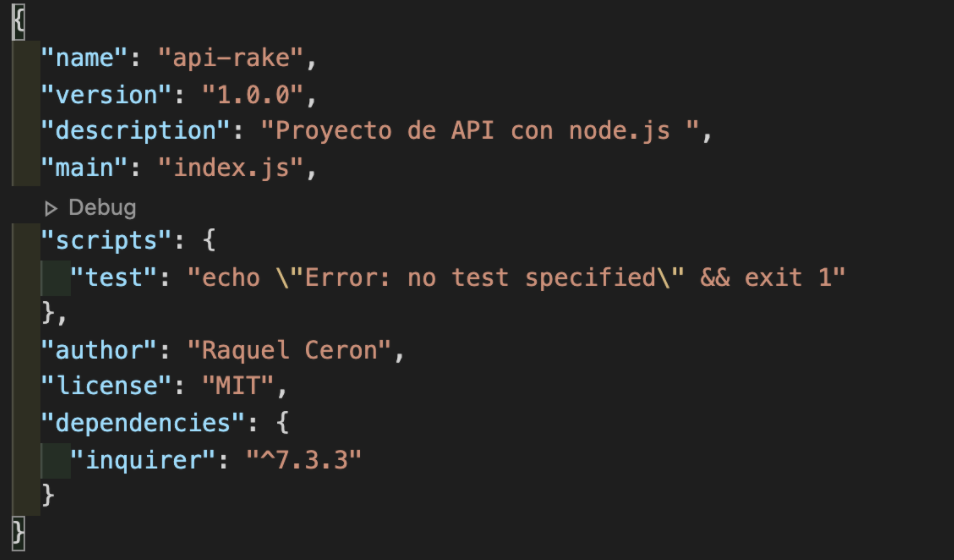 {
"name": "api-rake",
"version": "1.0.0",
"description": "Proyecto de API con node.js ",
"main": "index.js",
▷ Debug
"scripts": {
"test": "echo \"Error: no test specified\" && exit 1"
},
"author": "Raquel Ceron",
"license": "MIT",
"dependencies": {
"inquirer": "^7.3.3"
}
}